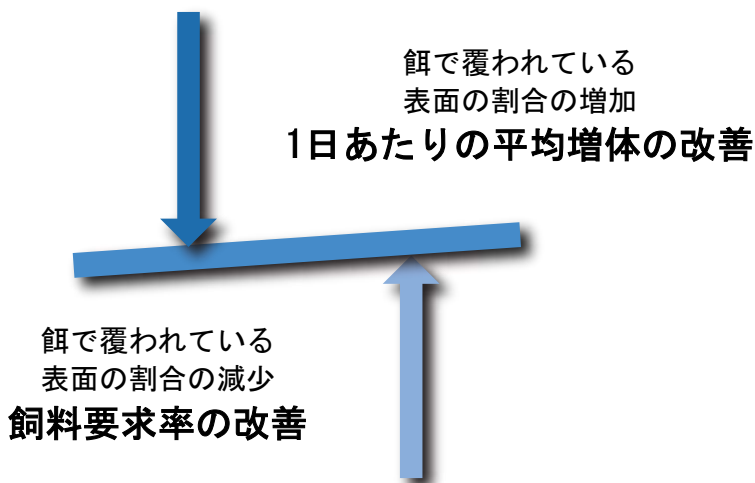 餌で覆われている
表面の割合の増加
1日あたりの平均増体の改善
餌で覆われている
表面の割合の減少
飼料要求率の改善